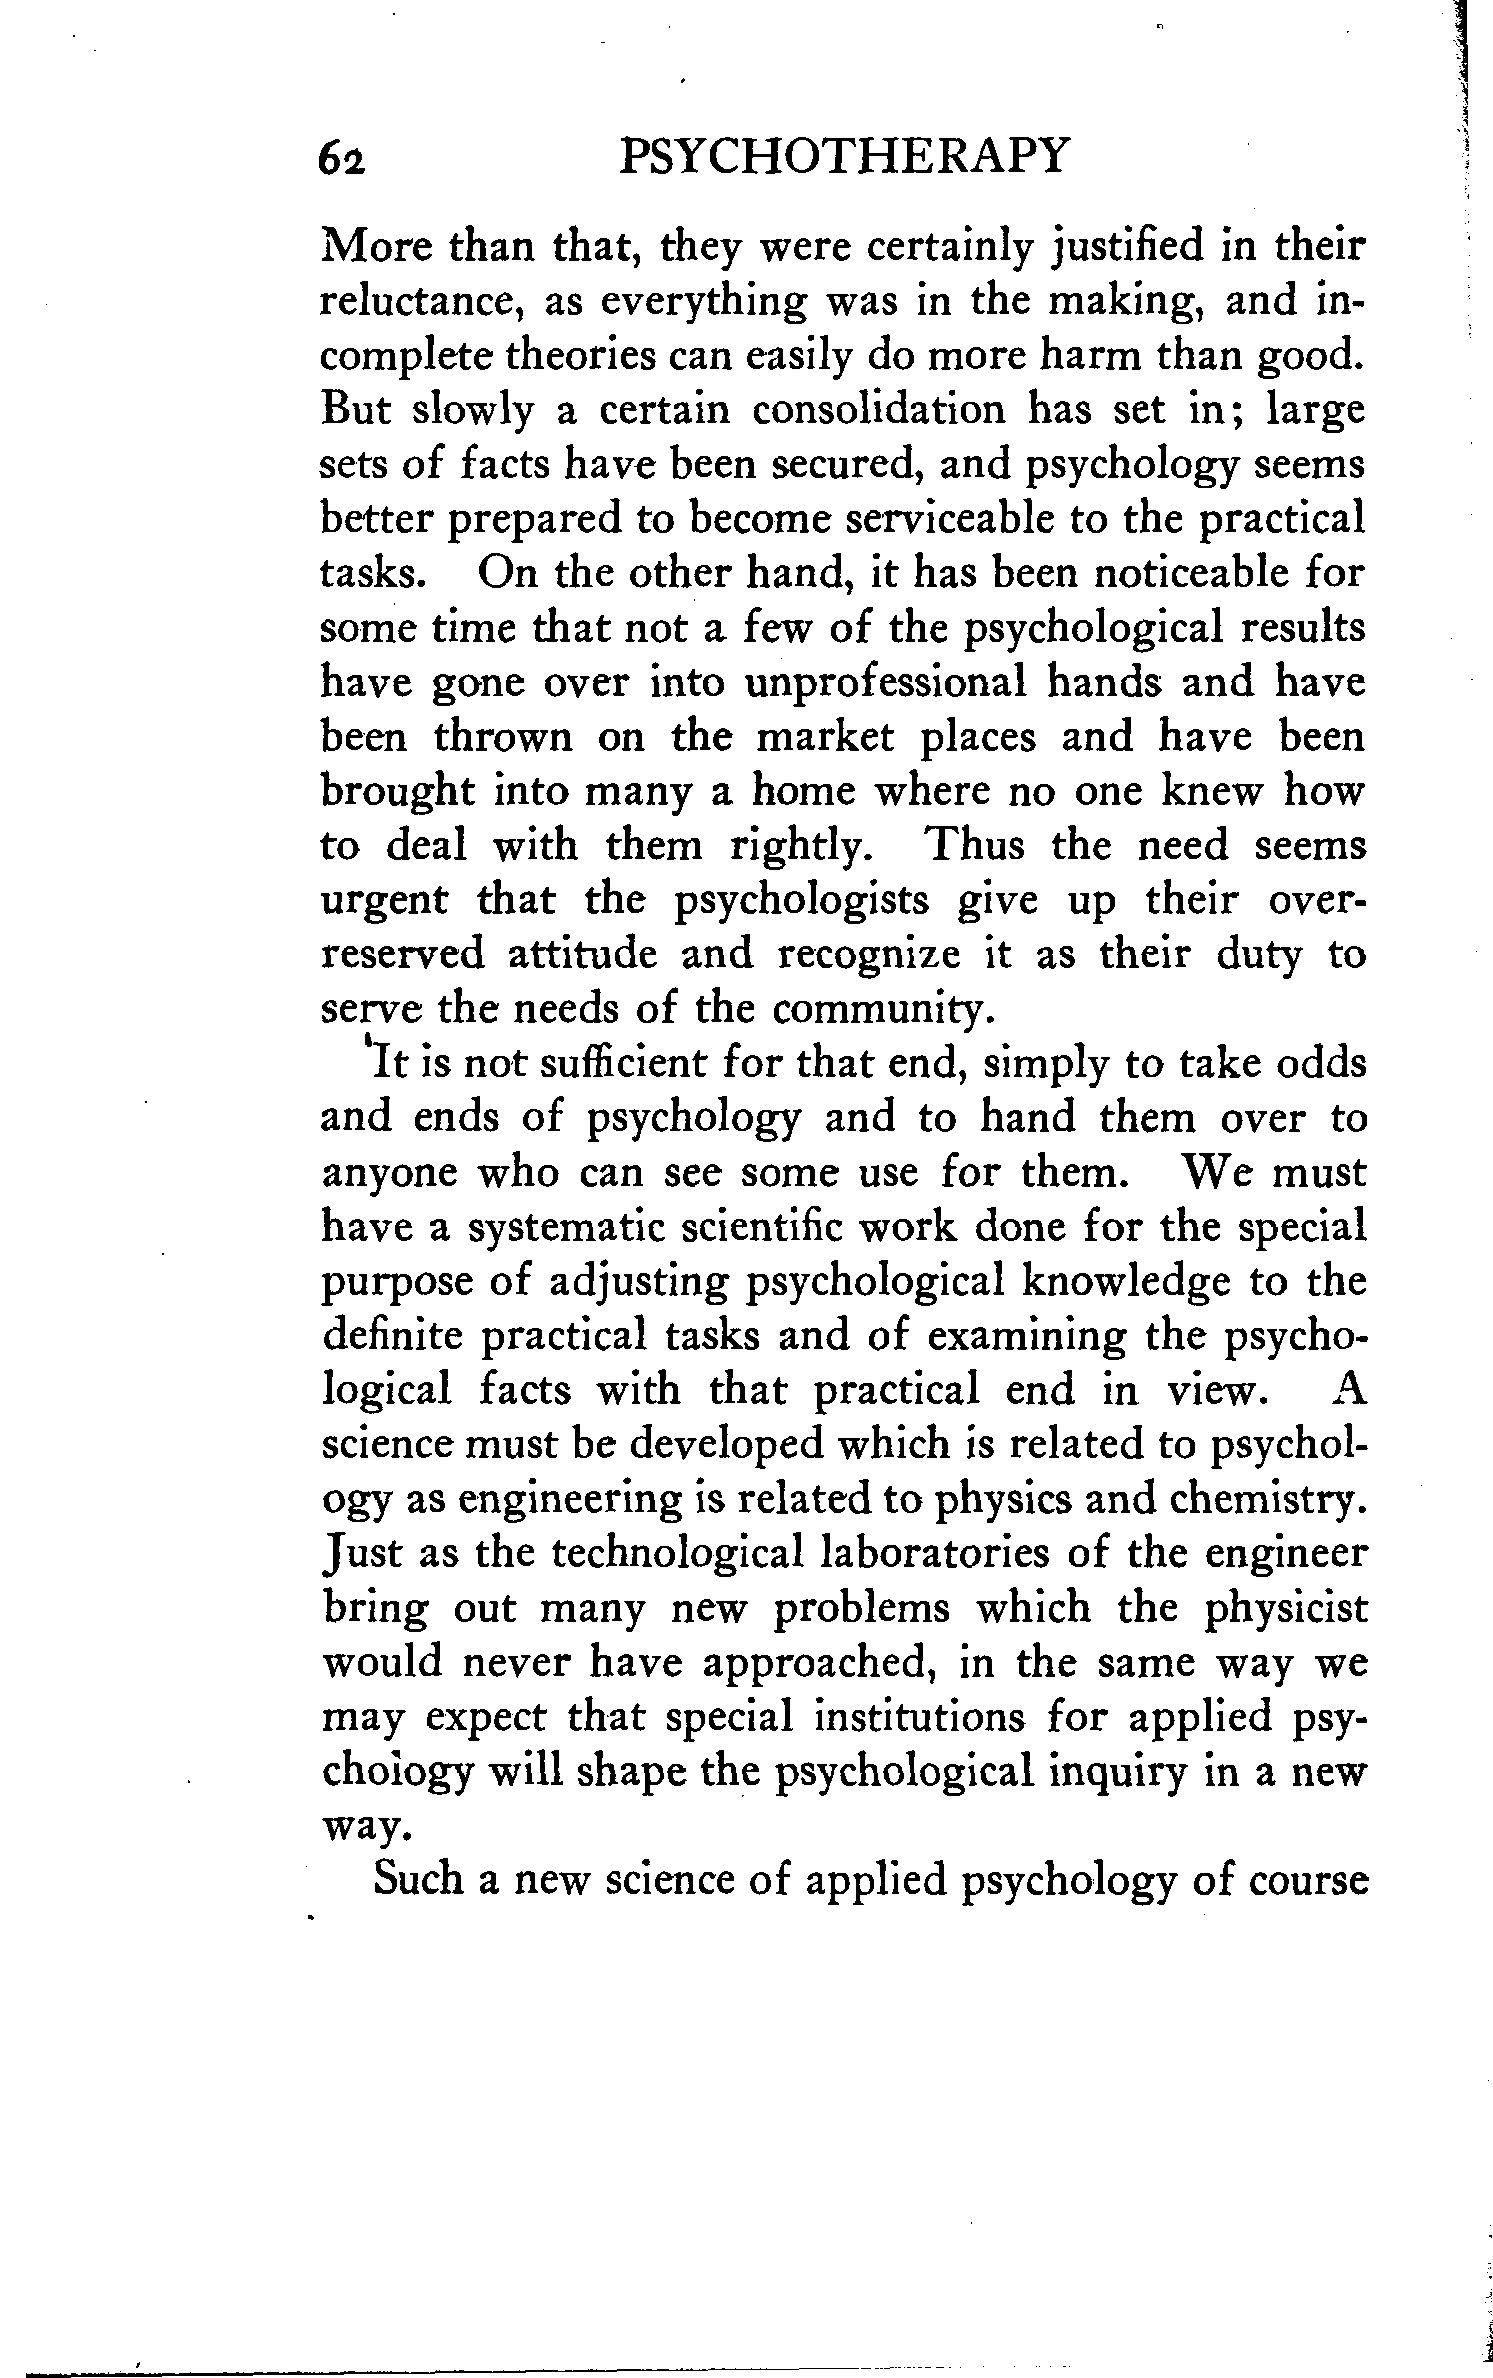 62 PSYCHOTHERAPY
More than that, they were certainly justified in their
reluctance, as everything was in the making, and in-
complete theories can easily do more harm than good.
But slowly a certain consolidation has set in; large
sets of facts have been secured, and psychology seems
better prepared to become serviceable to the practical
tasks. On the other hand, it has been noticeable for
some time that not a few of the psychological results
have gone over into unprofessional hands and have
been thrown on the market places and have been
brought into many a home where no one knew how
to deal with them rightly. Thus the need seems
urgent that the psychologists give up their over-
reserved attitude and recognize it as their duty to
serve the needs of the community.
It is not sufficient for that end, simply to take odds
and ends of psychology and to hand them over to
anyone who can see some use for them. We must
have a systematic scientific work done for the special
purpose of adjusting psychological knowledge to the
definite practical tasks and of examining the psycho-
logical facts with that practical end in view. A
science must be developed which is related to psychol-
ogy as engineering is related to physics and chemistry.
Just as the technological laboratories of the engineer
bring out many new problems which the physicist
would never have approached, in the same way we
may expect that special institutions for applied psy-
chology will shape the psychological inquiry in a new
way.
Such a new science of applied psychology of course